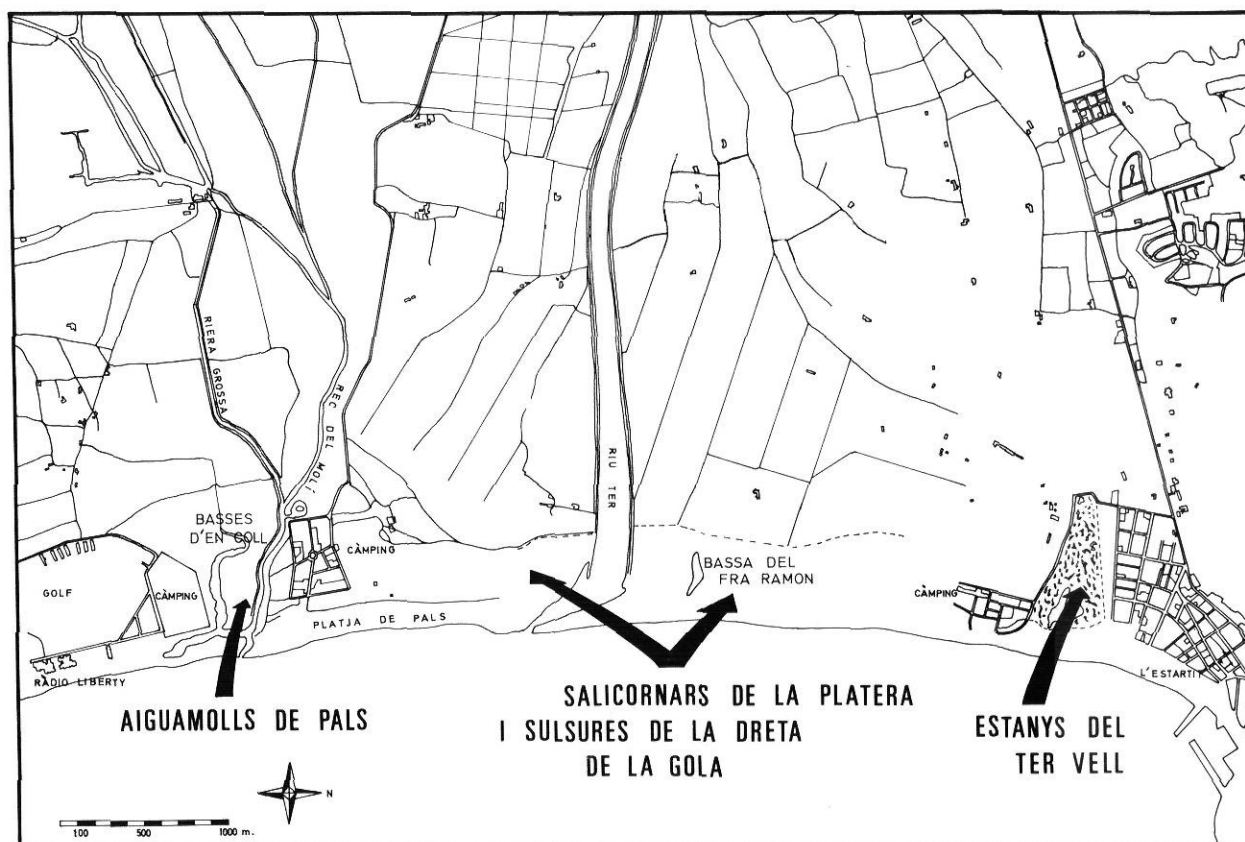 RIERA GROSSA
REC DEL MOLÍ
RIU TER
BASSES
D'EN COLL
CÀMPING
BASSA DEL
FRA RAMON
GOLF
CÀMPING
CÀMPING
PLATJA DE PALS
RÀDIO LIBERTY
L'ESTARTIT
AIGUAMOLLS DE PALS
SALICORNARS DE LA PLATERA
I SULSURES DE LA DRETA
DE LA GOLA
ESTANYS DEL
TER VELL
N
100 500 1000 m.